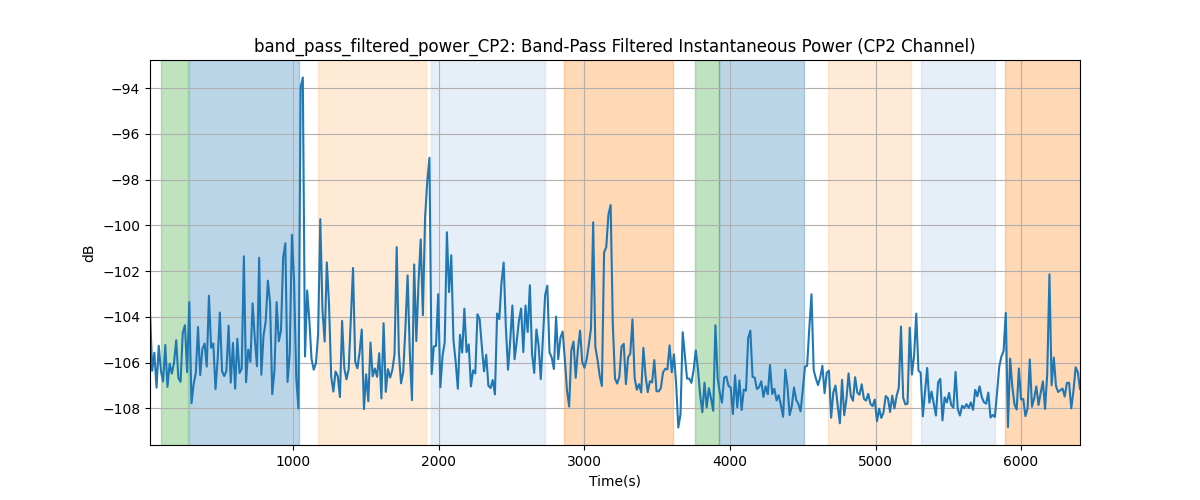 band_pass_filtered_power_CP2: Band-Pass Filtered Instantaneous Power (CP2 Channel)
−94
−96
−98
−100
−102
−104
−106
−108
dB
1000 2000 3000 4000 5000 6000
Time(s)